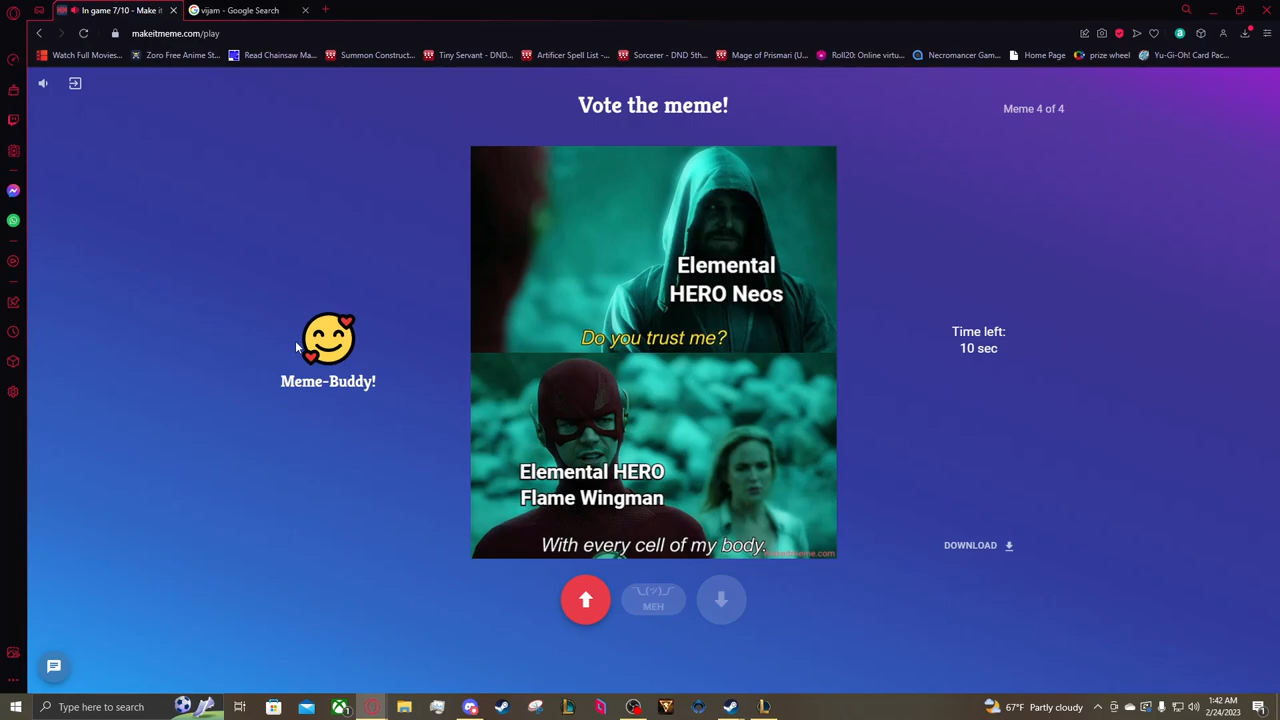 In game 7/10 - Make it
vijam - Google Search
makeitmeme.com/play
Watch Full Movies...
Zoro Free Anime St...
Read Chainsaw Ma...
Summon Construct...
Tiny Servant - DND...
Artificer Spell List -...
Sorcerer - DND 5th...
Mage of Prismari (U...
Roll20: Online virtu...
Necromancer Gam...
Home Page
prize wheel
Yu-Gi-Oh! Card Pac...
Vote the meme!
Meme 4 of 4
Elemental
HERO Neos
Do you trust me?
Elemental HERO
Flame Wingman
With every cell of my body.
Meme-Buddy!
Time left:
10 sec
DOWNLOAD
¯\_(ツ)_/¯
MEH
Type here to search
67°F Partly cloudy
1:42 AM
2/24/2023